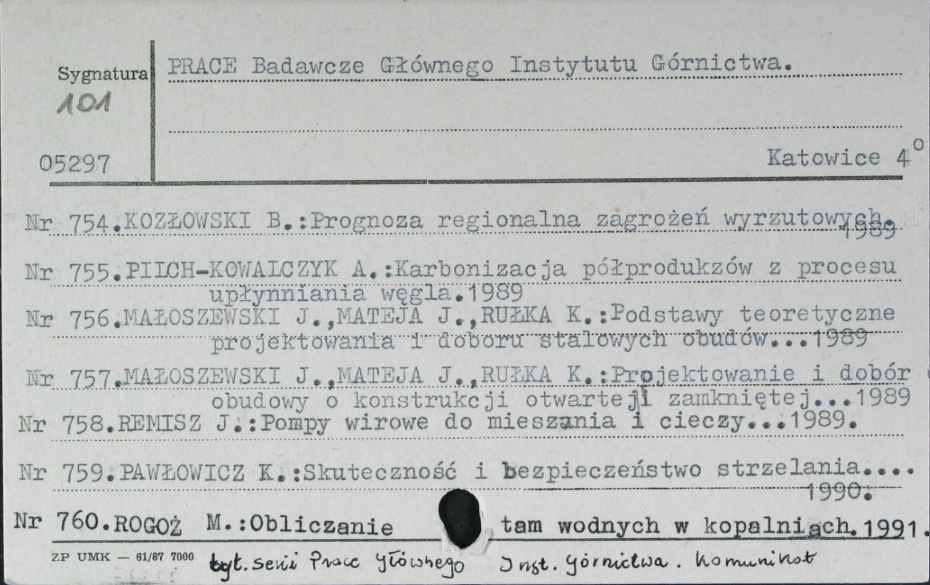 Sygnatura PRACE Badawcze Głównego Instytutu Górnictwa.
101
05297 Katowice 4°
Nr 754.KOZŁOWSKI B.:Prognoza regionalna zagrożeń wyrzutowych.
1989
Nr 755.PILCH-KOWALCZYK A.:Karbonizacja półprodukzów z procesu
upłynniania węgla.1989
Nr 756.MAŁOSZEWSKI J.,MATEJA J.,RUŁKA K.:Podstawy teoretyczne
projektowania i doboru stalowych obudów...1989
Nr 757.MAŁOSZEWSKI J.,MATEJA J.,RUŁKA K.:Projektowanie i dobór
obudowy o konstrukcji otwartej i zamkniętej...1989
Nr 758.REMISZ J.:Pompy wirowe do mieszania i cieczy...1989.
Nr 759.PAWŁOWICZ K.:Skuteczność i bezpieczeństwo strzelania....
1990.
Nr 760.ROGOŻ M.:Obliczanie tam wodnych w kopalniach.1991.
ZP UMK — 61/87 7000 tyt. serii Prace Głównego Inst. Górnictwa. Komunikat